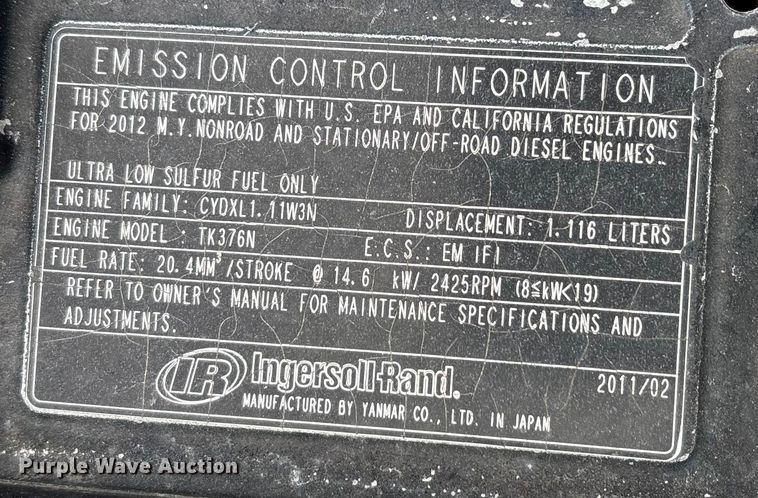 EMISSION CONTROL INFORMATION
THIS ENGINE COMPLIES WITH U.S. EPA AND CALIFORNIA REGULATIONS
FOR 2012 M.Y.NONROAD AND STATIONARY/OFF-ROAD DIESEL ENGINES.
ULTRA LOW SULFUR FUEL ONLY
ENGINE FAMILY: CYDXL1.11W3N DISPLACEMENT: 1.116 LITERS
ENGINE MODEL: TK376N E.C.S.: EM IFI
FUEL RATE: 20.4MM³/STROKE @ 14.6 kW/ 2425RPM (8≦kW<19)
REFER TO OWNER'S MANUAL FOR MAINTENANCE SPECIFICATIONS AND
ADJUSTMENTS.
IR Ingersoll-Rand. 2011/02
MANUFACTURED BY YANMAR CO., LTD. IN JAPAN
Purple Wave Auction